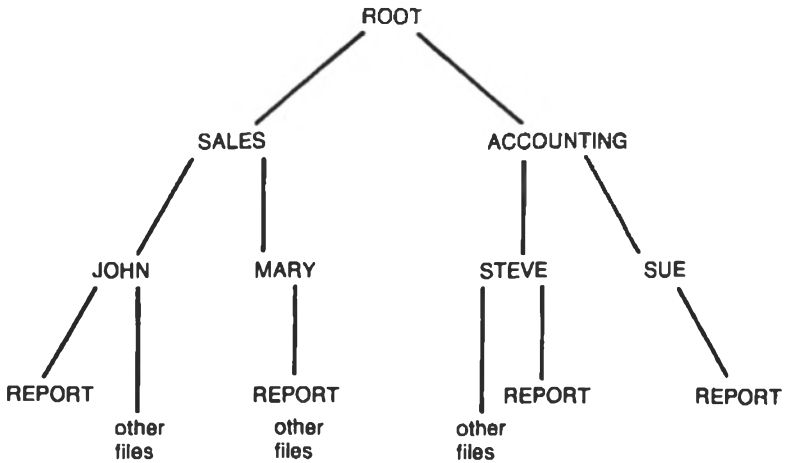 ROOT
SALES
ACCOUNTING
JOHN
MARY
STEVE
SUE
REPORT
REPORT
REPORT
REPORT
other
files
other
files
other
files